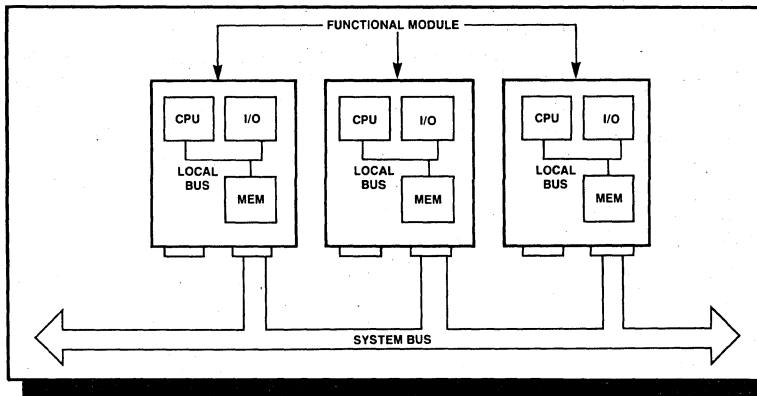 FUNCTIONAL MODULE
CPU
I/O
LOCAL
BUS
MEM
CPU
I/O
LOCAL
BUS
MEM
CPU
I/O
LOCAL
BUS
MEM
SYSTEM BUS